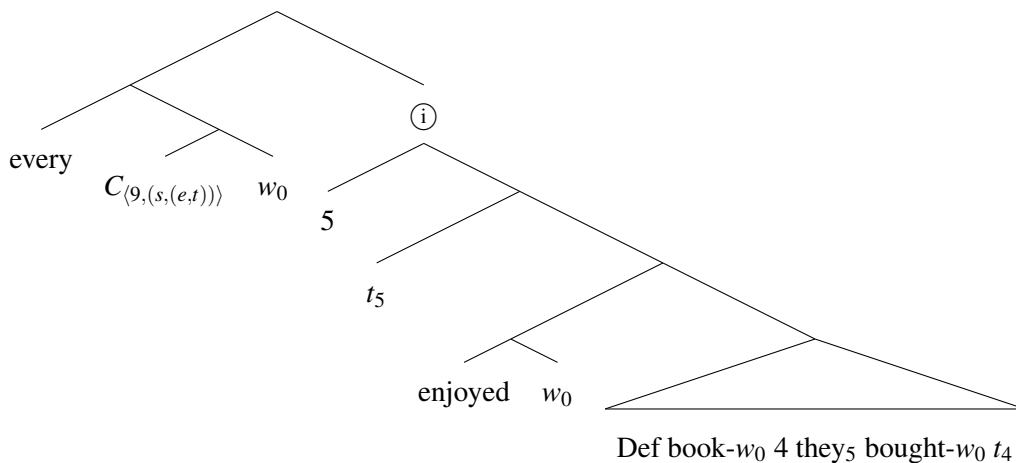 ⓘ
every
C⟨9,(s,(e,t))⟩ w₀
5
t₅
enjoyed w₀
Def book-w₀ 4 they₅ bought-w₀ t₄